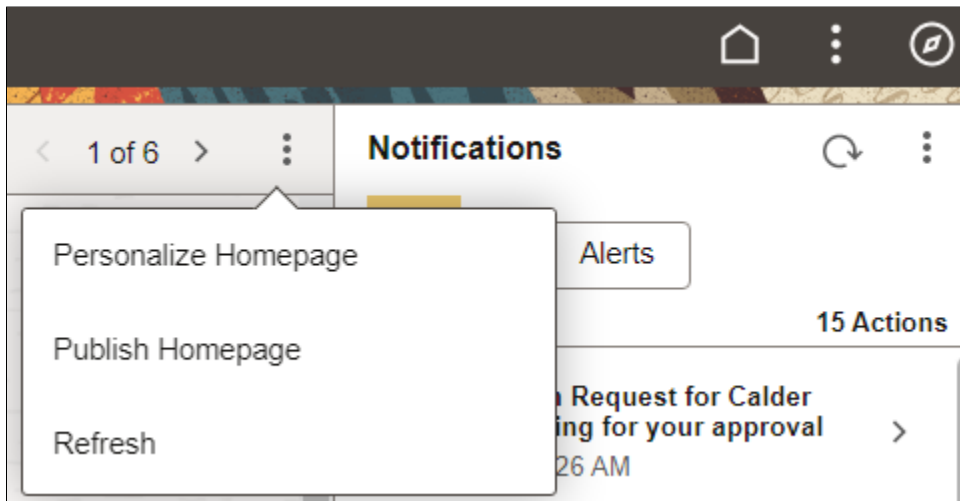 1 of 6
Notifications
Personalize Homepage
Publish Homepage
Refresh
Alerts
15 Actions
Request for Calder
ing for your approval
26 AM